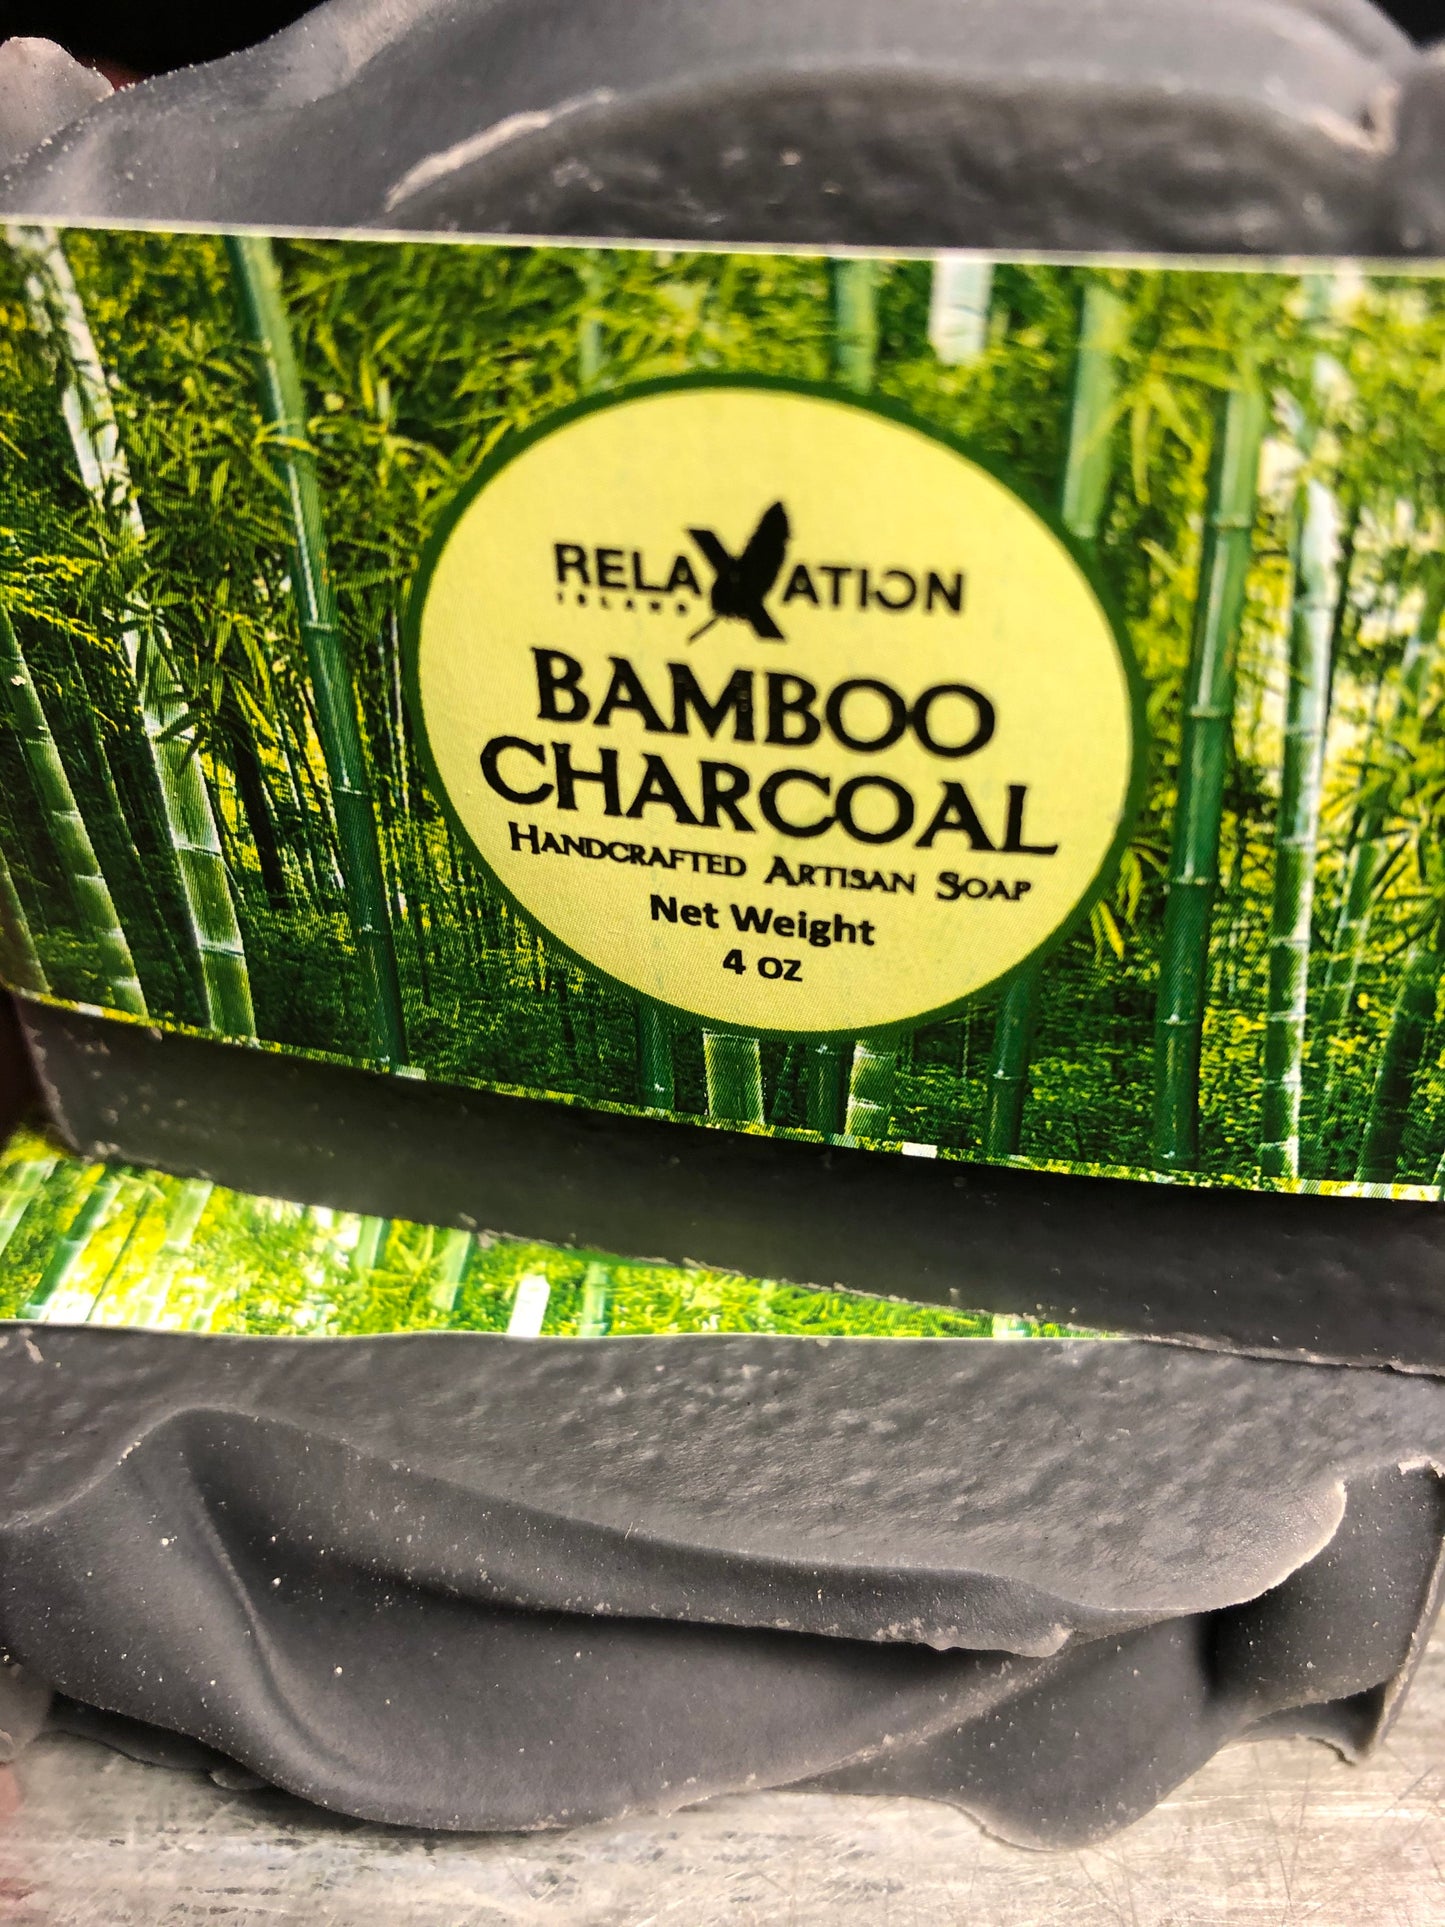 RELAXATION
ISLAND
BAMBOO
CHARCOAL
HANDCRAFTED ARTISAN SOAP
Net Weight
4 oz